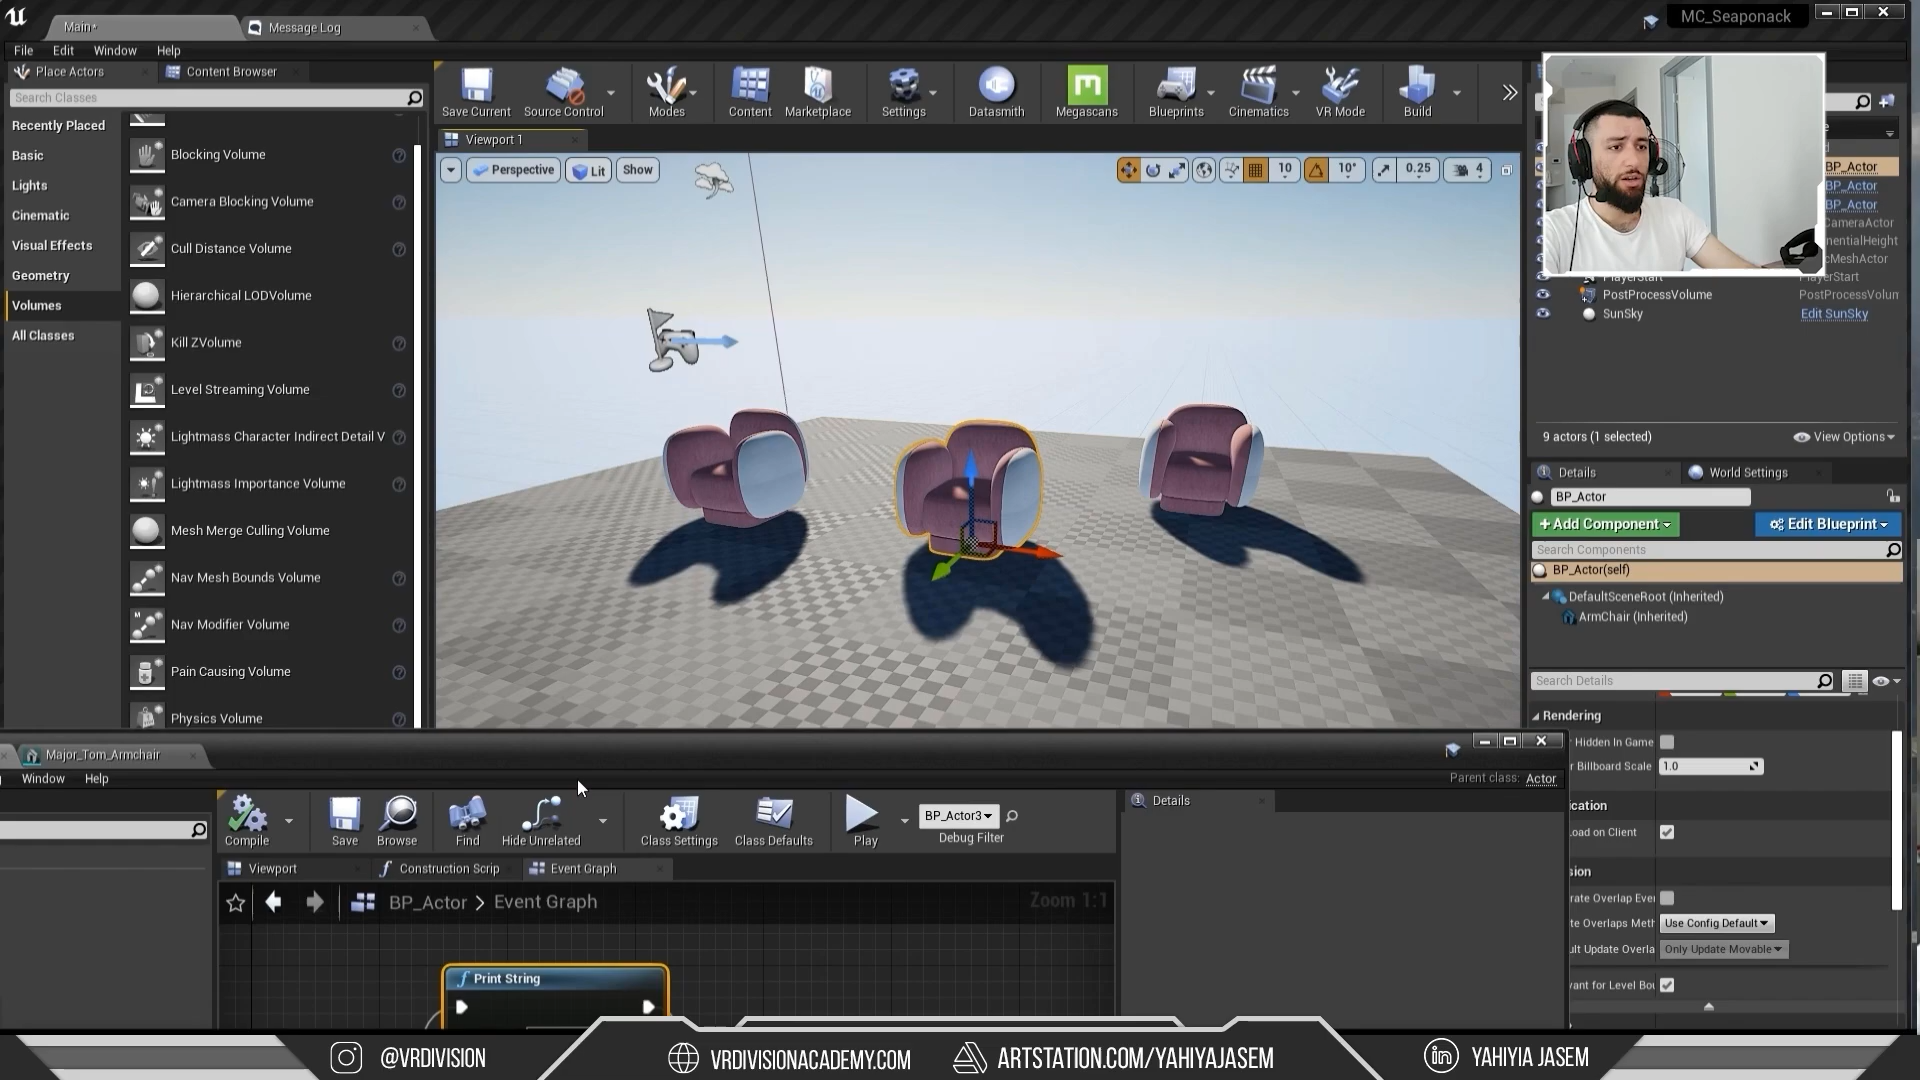 Main*
Message Log
MC_Seaponack
File Edit Window Help
Place Actors
Content Browser
Search Classes
Recently Placed
Basic
Lights
Cinematic
Visual Effects
Geometry
Volumes
All Classes
Blocking Volume
Camera Blocking Volume
Cull Distance Volume
Hierarchical LODVolume
Kill ZVolume
Level Streaming Volume
Lightmass Character Indirect Detail V
Lightmass Importance Volume
Mesh Merge Culling Volume
Nav Mesh Bounds Volume
Nav Modifier Volume
Pain Causing Volume
Physics Volume
Save Current
Source Control
Modes
Content
Marketplace
Settings
Datasmith
Megascans
Blueprints
Cinematics
VR Mode
Build
Viewport 1
Perspective
Lit
Show
10
10°
0.25
4
BP_Actor
BP_Actor
BP_Actor
CameraActor
nentialHeight
cMeshActor
PlayerStart
PlayerStart
PostProcessVolume
PostProcessVolum
SunSky
Edit SunSky
9 actors (1 selected)
View Options
Details
World Settings
BP_Actor
+Add Component
Edit Blueprint
Search Components
BP_Actor(self)
DefaultSceneRoot (Inherited)
ArmChair (Inherited)
Search Details
Rendering
Hidden In Game
r Billboard Scale
1.0
ication
Load on Client
sion
rate Overlap Ever
te Overlaps Meth
Use Config Default
ult Update Overla
Only Update Movable
vant for Level Bou
Major_Tom_Armchair
Window Help
Parent class: Actor
Compile
Save
Browse
Find
Hide Unrelated
Class Settings
Class Defaults
Play
BP_Actor3
Debug Filter
Details
Viewport
Construction Scrip
Event Graph
BP_Actor > Event Graph
Zoom 1:1
Print String
@VRDIVISION
VRDIVISIONACADEMY.COM
ARTSTATION.COM/YAHIYAJASEM
YAHIYIA JASEM